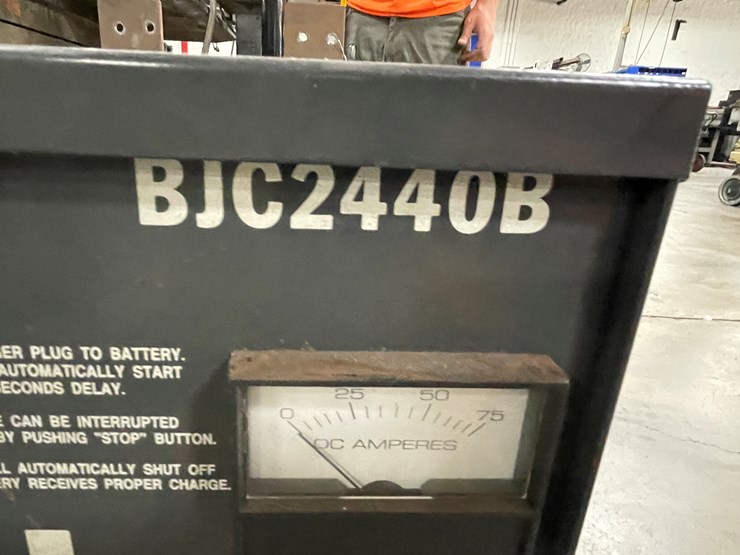 BJC2440B
ER PLUG TO BATTERY.
AUTOMATICALLY START
ECONDS DELAY.
E CAN BE INTERRUPTED
BY PUSHING "STOP" BUTTON.
L AUTOMATICALLY SHUT OFF
RY RECEIVES PROPER CHARGE.
0 25 50 75
DC AMPERES